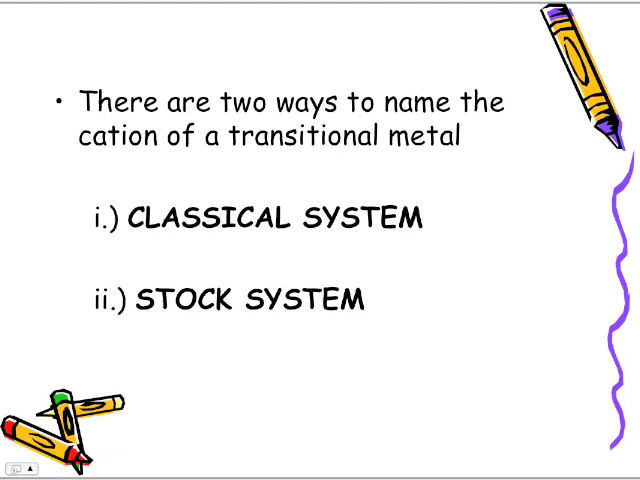 • There are two ways to name the
cation of a transitional metal
i.) CLASSICAL SYSTEM
ii.) STOCK SYSTEM